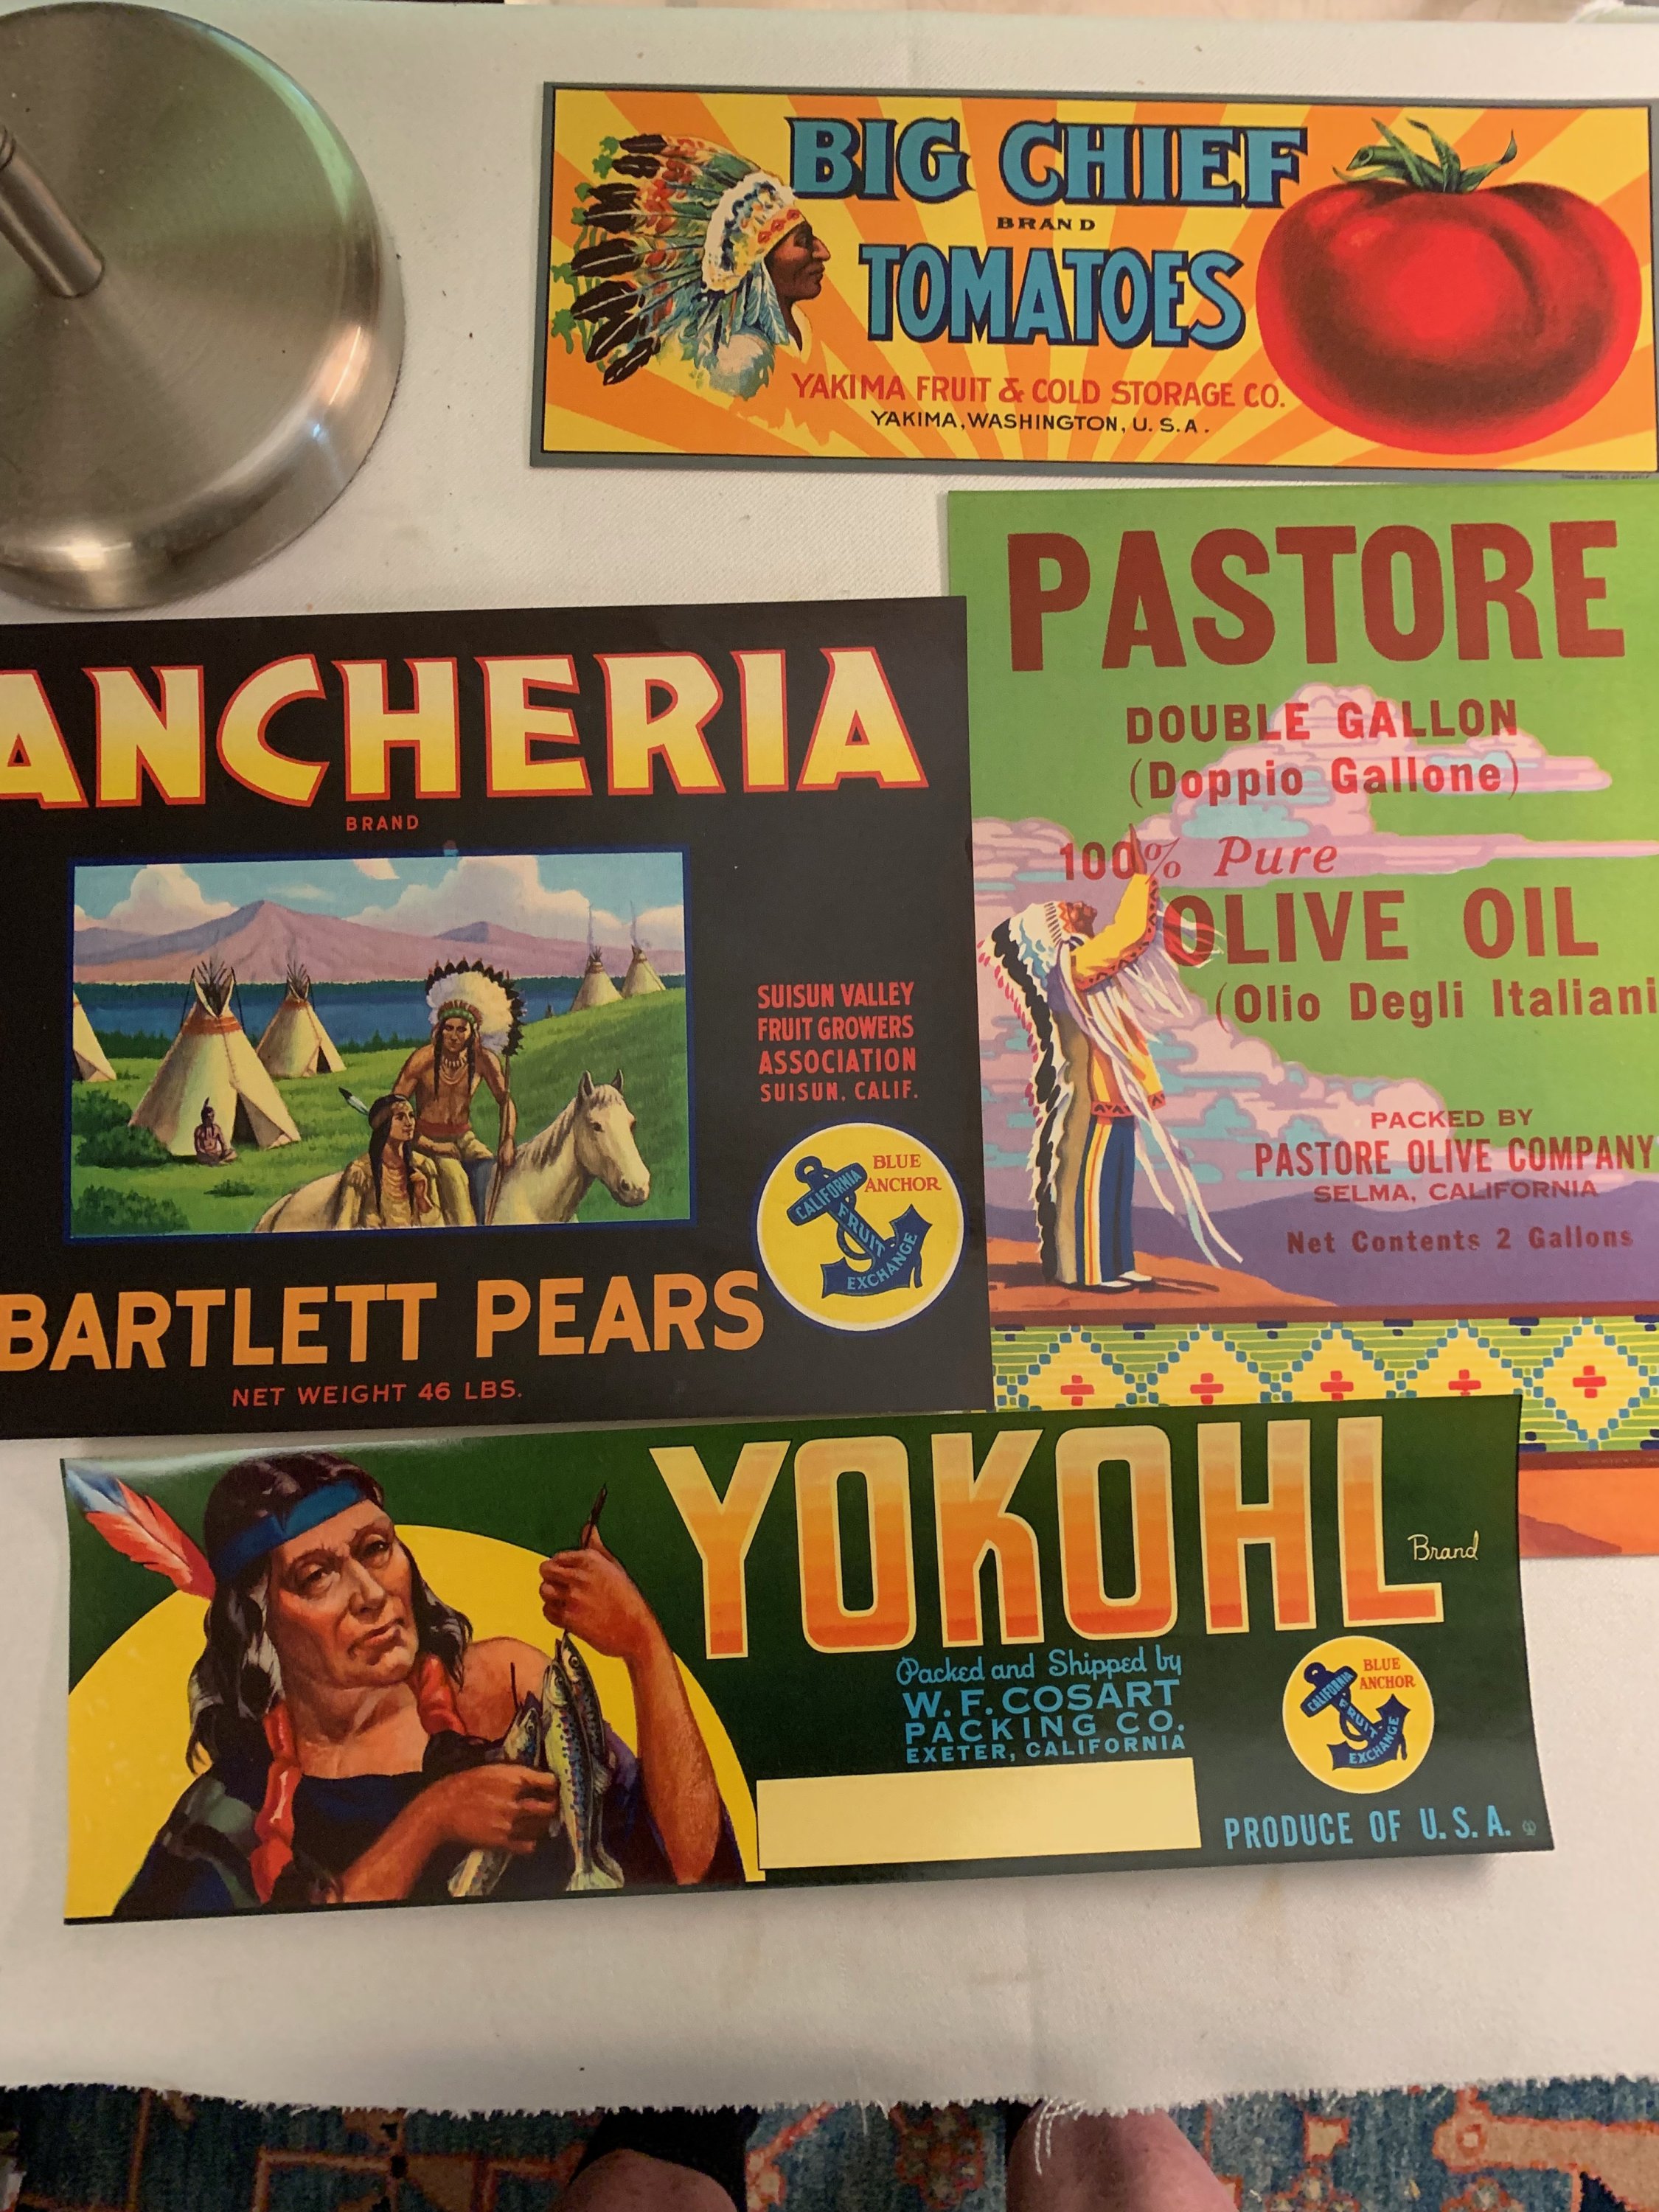 BIG CHIEF
BRAND
TOMATOES
YAKIMA FRUIT & COLD STORAGE CO.
YAKIMA, WASHINGTON, U.S.A.
PASTORE
DOUBLE GALLON
(Doppio Gallone)
100% Pure
OLIVE OIL
(Olio Degli Italiani
PACKED BY
PASTORE OLIVE COMPANY
SELMA, CALIFORNIA
Net Contents 2 Gallons
ANCHERIA
BRAND
SUISUN VALLEY
FRUIT GROWERS
ASSOCIATION
SUISUN, CALIF.
BLUE
ANCHOR
CALIFORNIA
FRUIT
EXCHANGE
BARTLETT PEARS
NET WEIGHT 46 LBS.
YOKOHL
Brand
Packed and Shipped by
W. F. COSART
PACKING CO.
EXETER, CALIFORNIA
BLUE
ANCHOR
CALIFORNIA
FRUIT
EXCHANGE
PRODUCE OF U.S.A.